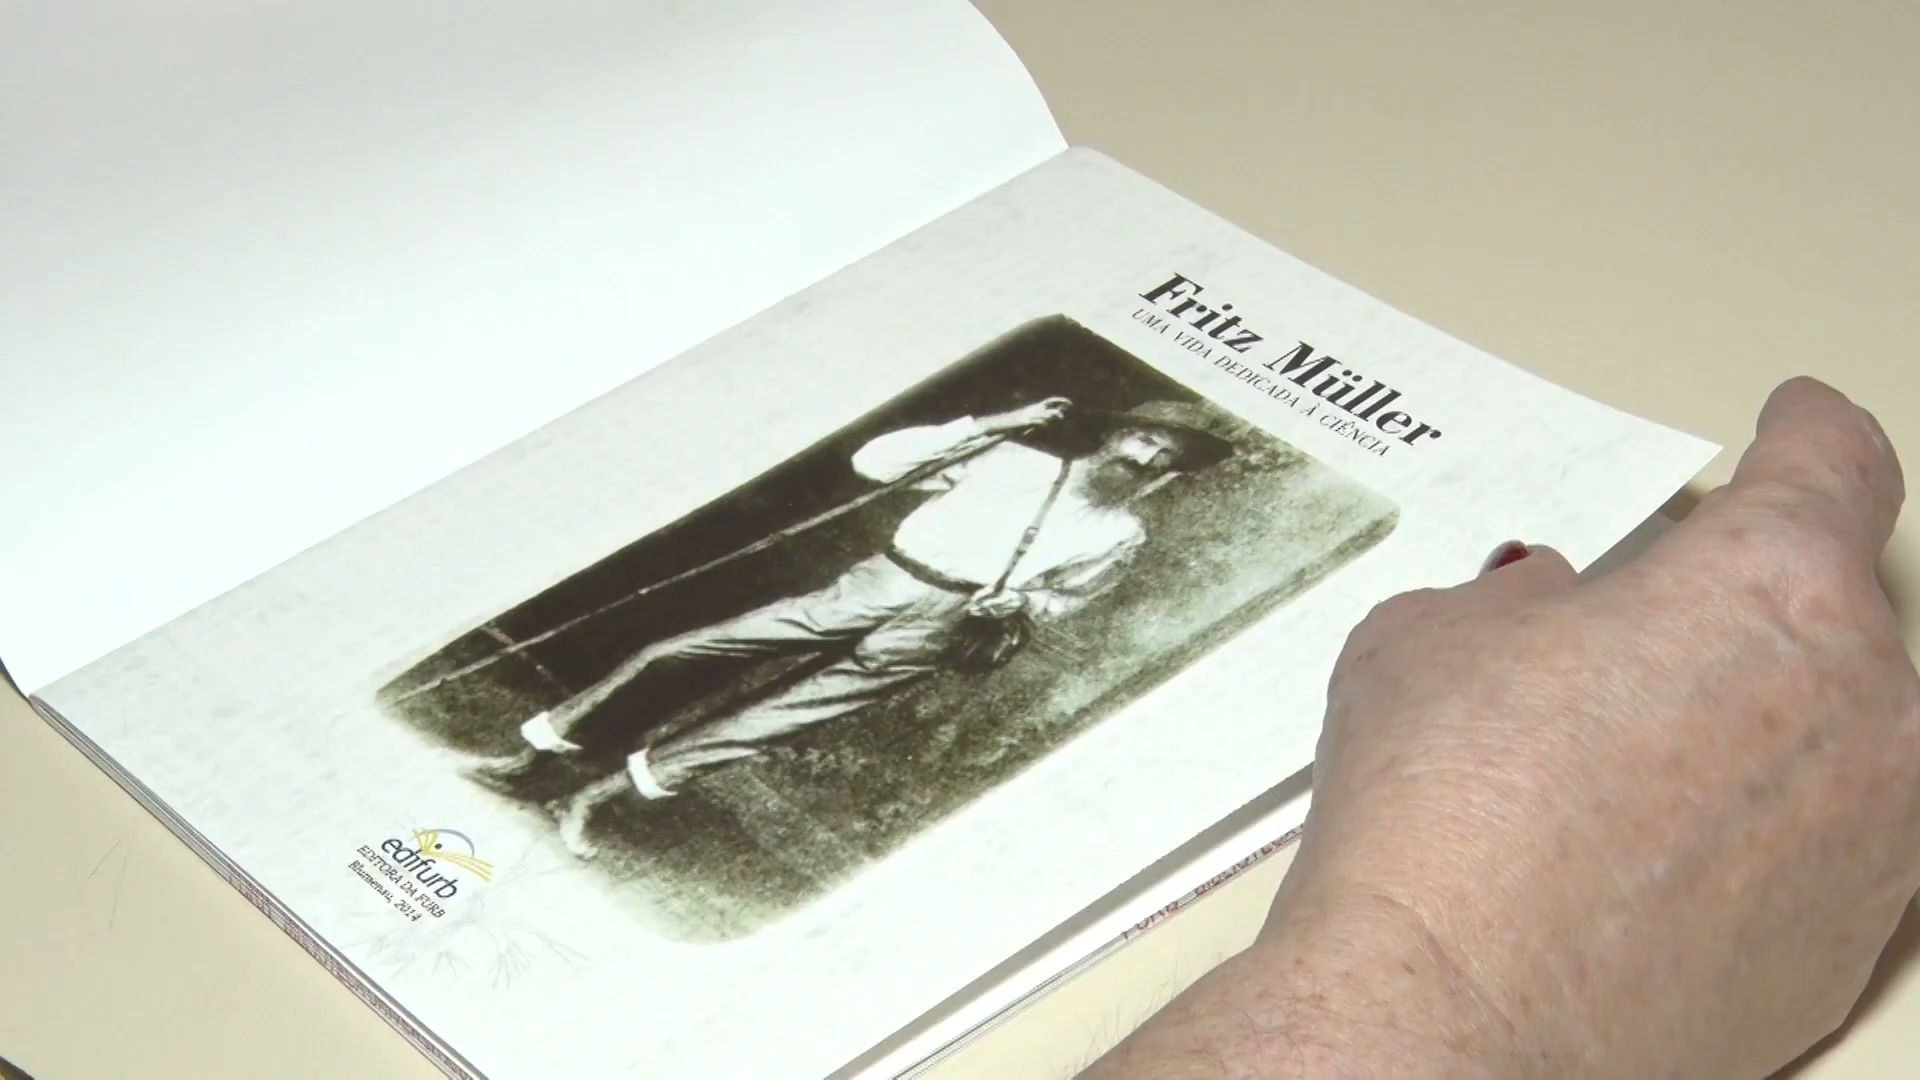 Fritz Müller
UMA VIDA DEDICADA À CIÊNCIA
edifurb
EDITORA DA FURB
Blumenau, 2014